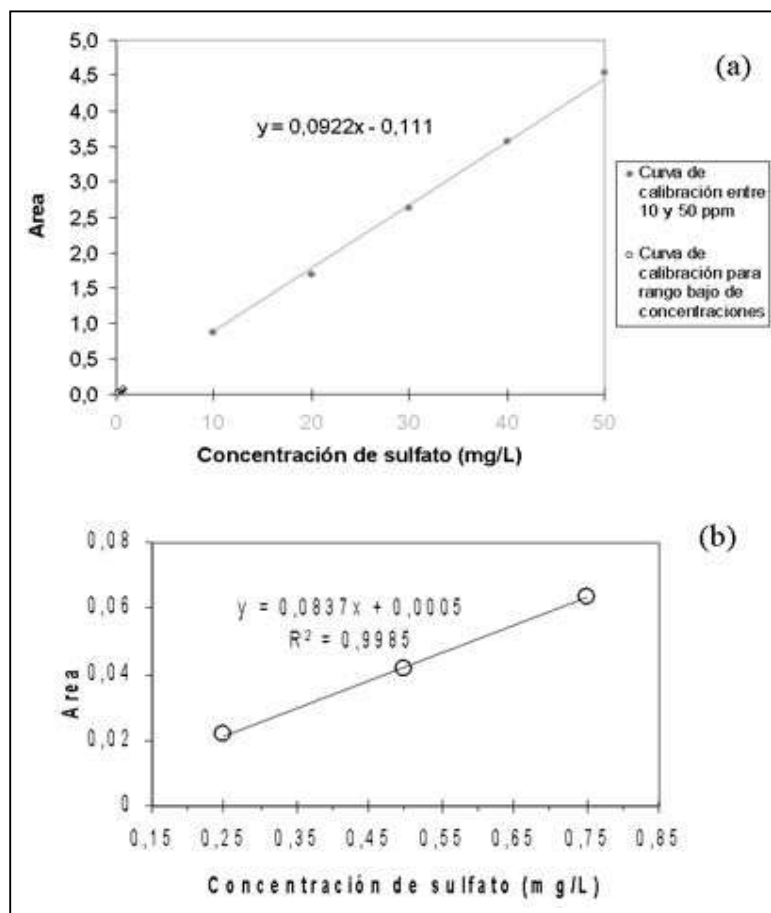 (a)
5,0
4,5
4,0
3,5
3,0
2,5
2,0
1,5
1,0
0,5
0,0
Area
y = 0,0922x - 0,111
0 10 20 30 40 50
Concentración de sulfato (mg/L)
Curva de
calibración entre
10 y 50 ppm
Curva de
calibración para
rango bajo de
concentraciones
(b)
0,08
0,06
0,04
0,02
0
Area
y = 0,0837x + 0,0005
R² = 0,9985
0,15 0,25 0,35 0,45 0,55 0,65 0,75 0,85
Concentración de sulfato (mg/L)